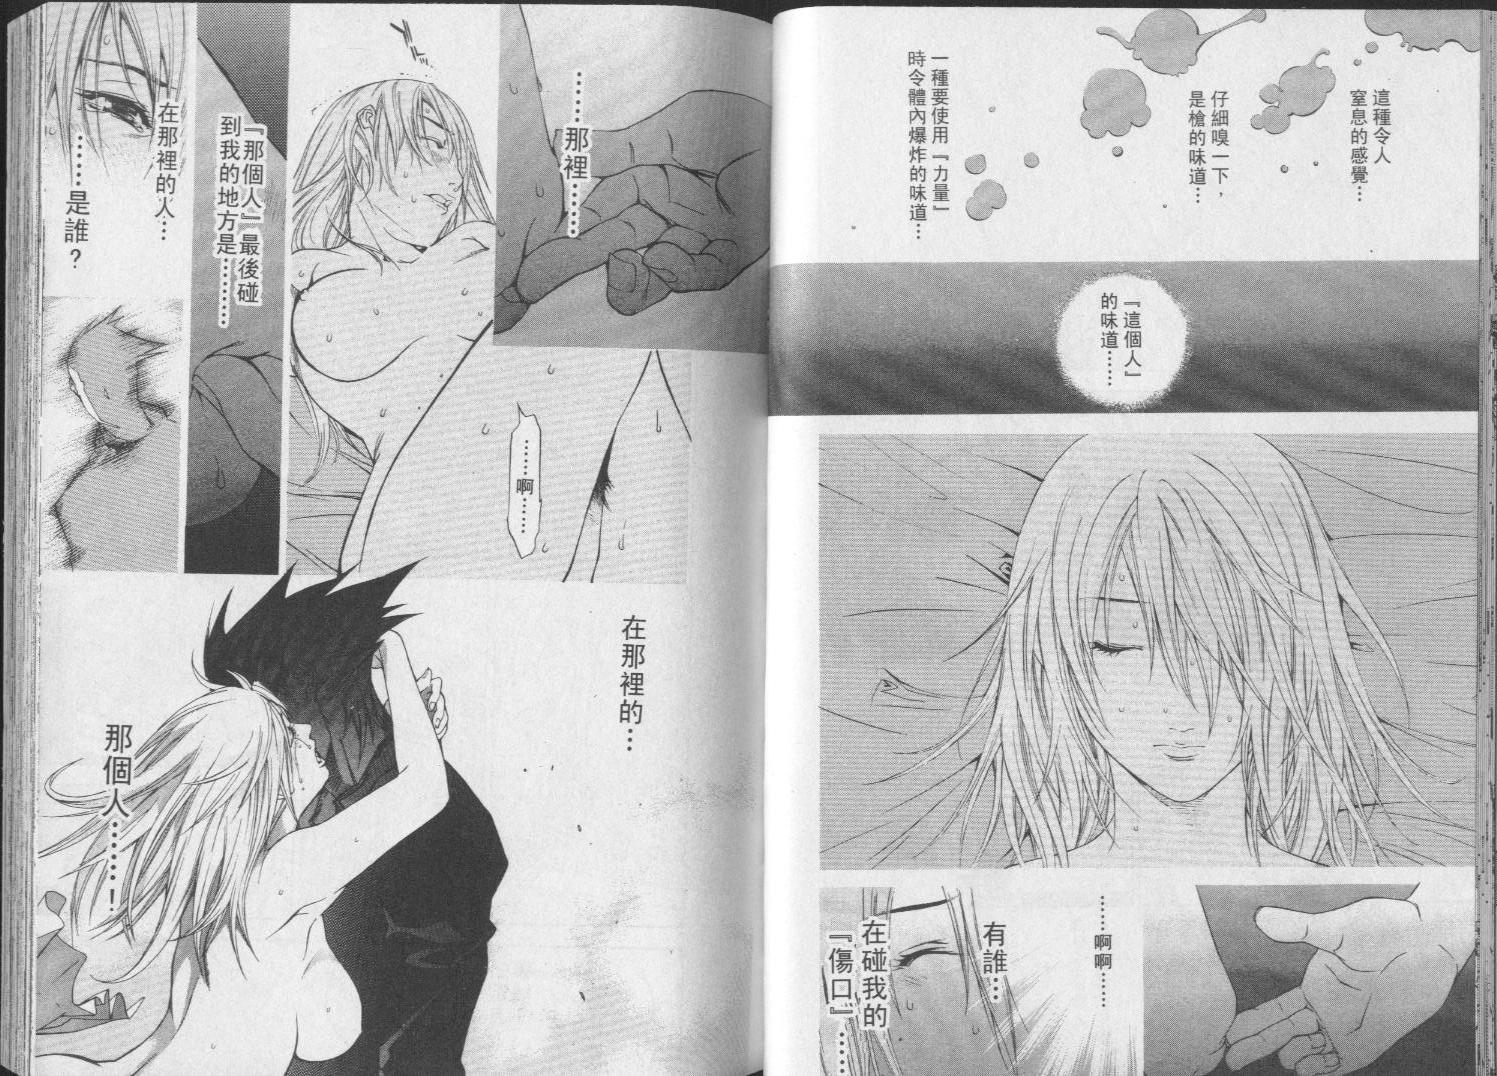 這種令人
窒息的感覺⋯
仔細嗅一下，
是槍的味道⋯
一種要使用『力量』
時令體內爆炸的味道⋯
『這個人』
的味道⋯⋯
⋯⋯啊啊⋯⋯
有誰⋯
在碰我的
『傷口』⋯⋯
⋯⋯那裡⋯⋯
⋯⋯啊⋯⋯
『那個人』最後碰
到我的地方是⋯⋯⋯
在那裡的人⋯
⋯⋯是誰？
在那裡的⋯
那個人⋯⋯！